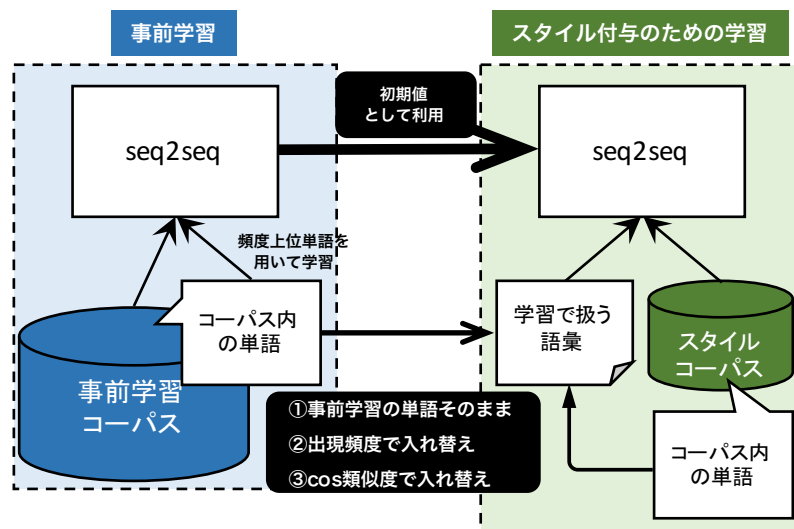 事前学習
スタイル付与のための学習
初期値
として利用
seq2seq
seq2seq
頻度上位単語を
用いて学習
コーパス内
の単語
学習で扱う
語彙
スタイル
コーパス
事前学習
コーパス
①事前学習の単語そのまま
②出現頻度で入れ替え
③cos類似度で入れ替え
コーパス内
の単語